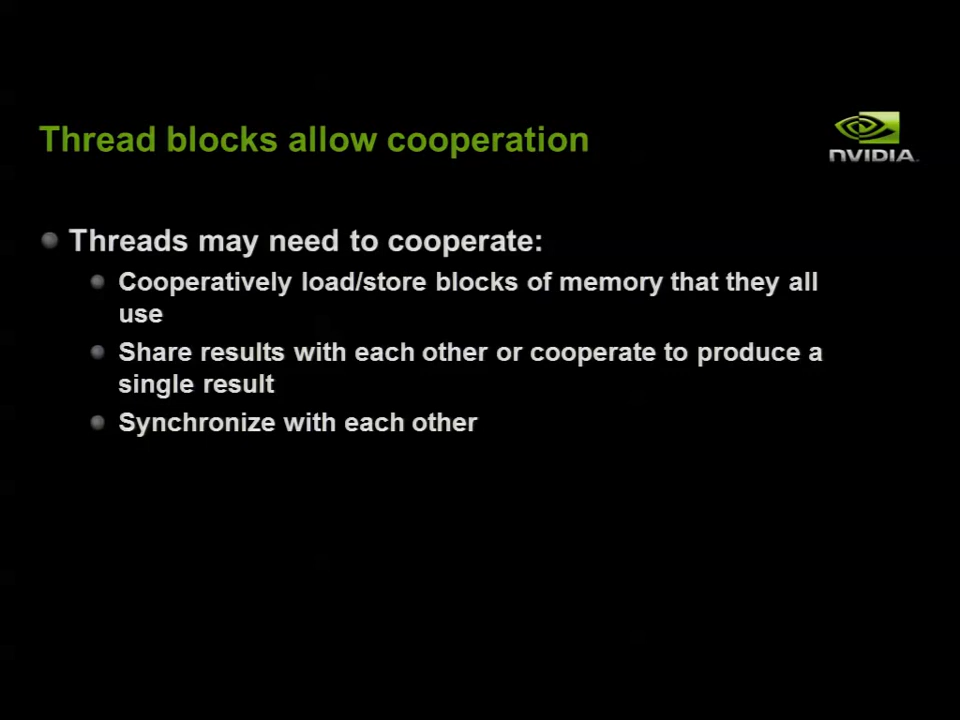 Thread blocks allow cooperation
NVIDIA
Threads may need to cooperate:
Cooperatively load/store blocks of memory that they all
use
Share results with each other or cooperate to produce a
single result
Synchronize with each other